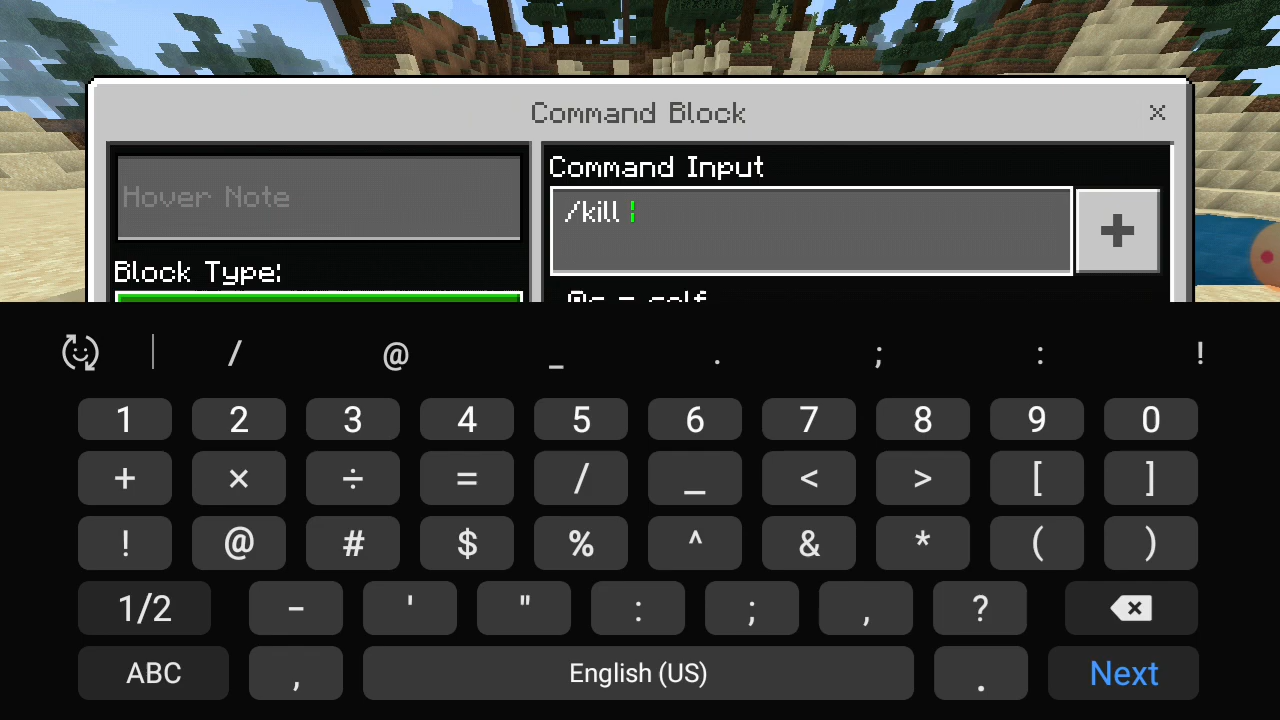 Command Block
Hover Note
Block Type:
Command Input
/kill
@s = self
/ @ _ . ; : !
1 2 3 4 5 6 7 8 9 0
+ × ÷ = / _ < > [ ]
! @ # $ % ^ & * ( )
1/2 - ' " : ; , ?
ABC , English (US) . Next